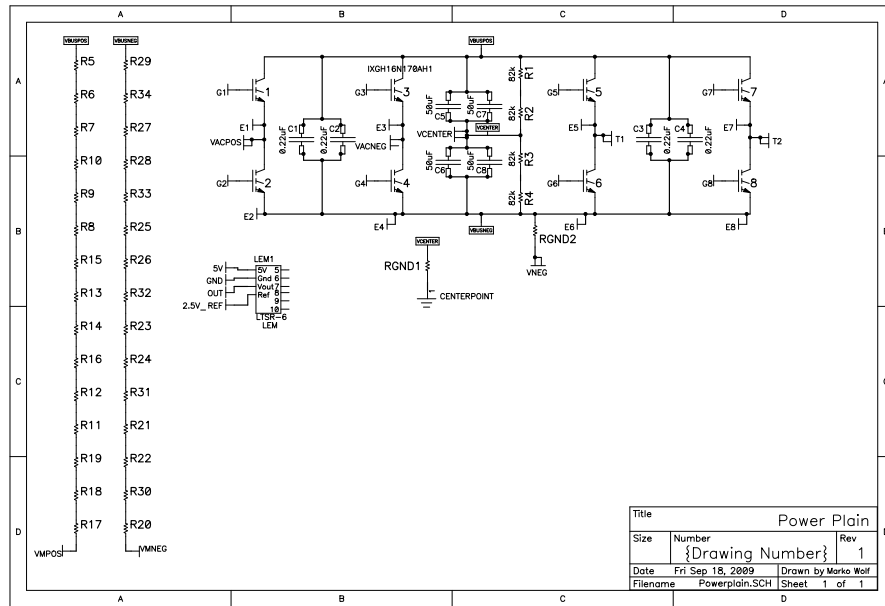 A B C D
VBUSPOS VBUSNEG VBUSPOS
R5 R29
R6 R34
R7 R27
R10 R28
R9 R33
R8 R25
R15 R26
R13 R32
R14 R23
R16 R24
R12 R31
R11 R21
R19 R22
R18 R30
R17 R20
VMPOS VMNEG
IXGH16N170AH1
G1 1 G3 3 G5 5 G7 7
82k R1
82k R2
82k R3
82k R4
50uF C5 50uF C7
VCENTER VCENTER
50uF C6 50uF C8
E1 E3 E5 E7
0.22uF C1 0.22uF C2 0.22uF C3 0.22uF C4
VACPOS VACNEG T1 T2
G2 2 G4 4 G6 6 G8 8
E2 E4 E6 E8
VBUSNEG
RGND2
VNEG
VCENTER
RGND1
1 CENTERPOINT
LEM1
5V 5V 5
GND Gnd 6
OUT Vout 7
2.5V_REF Ref 8
9
10
LTSR-6
LEM
A
B
C
D
Title Power Plain
Size Number {Drawing Number} Rev 1
Date Fri Sep 18, 2009 Drawn by Marko Wolf
Filename Powerplain.SCH Sheet 1 of 1
A B C D